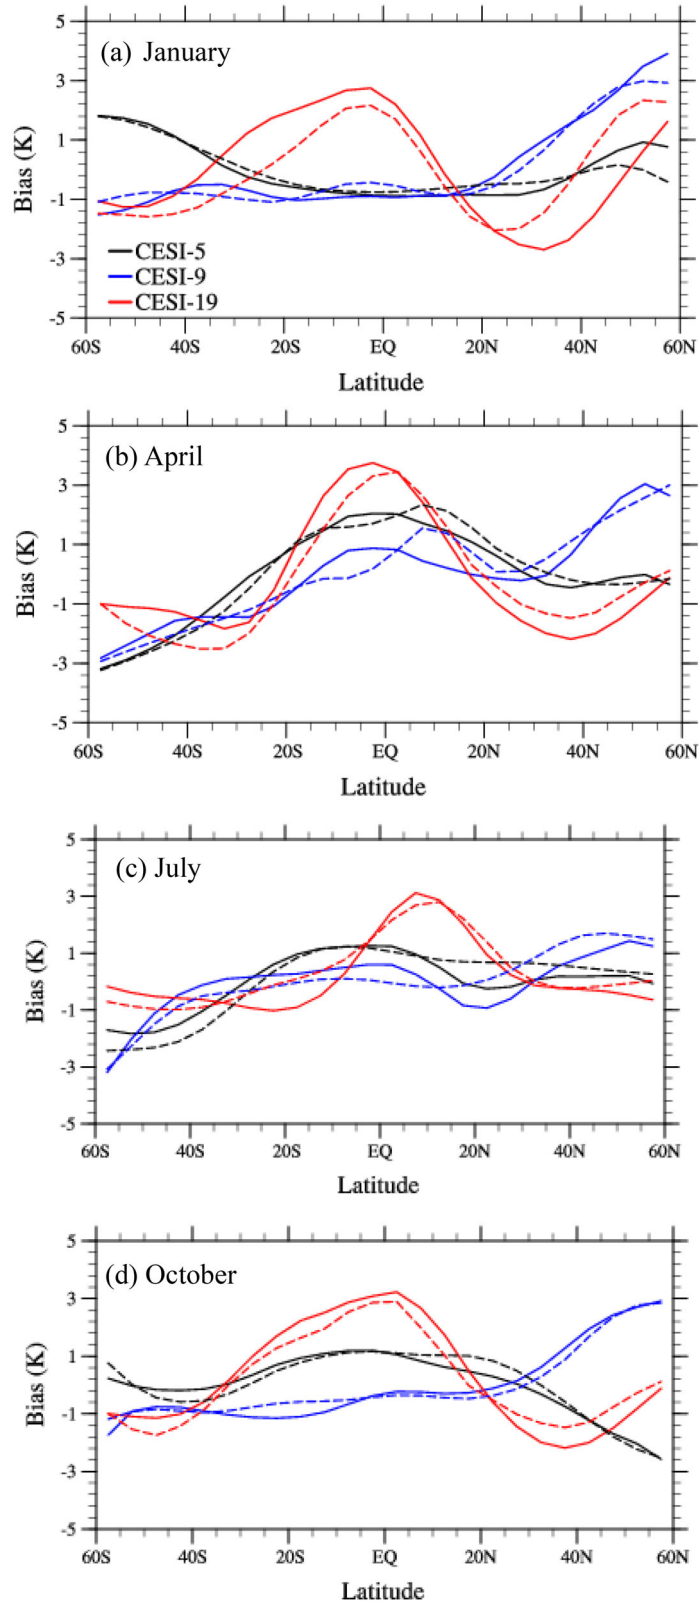 5
(a) January
3
1
Bias (K)
-1
CESI-5
-3
CESI-9
CESI-19
-5
60S 40S 20S EQ 20N 40N 60N
Latitude
5
(b) April
3
1
Bias (K)
-1
-3
-5
60S 40S 20S EQ 20N 40N 60N
Latitude
5
(c) July
3
1
Bias (K)
-1
-3
-5
60S 40S 20S EQ 20N 40N 60N
Latitude
5
(d) October
3
1
Bias (K)
-1
-3
-5
60S 40S 20S EQ 20N 40N 60N
Latitude